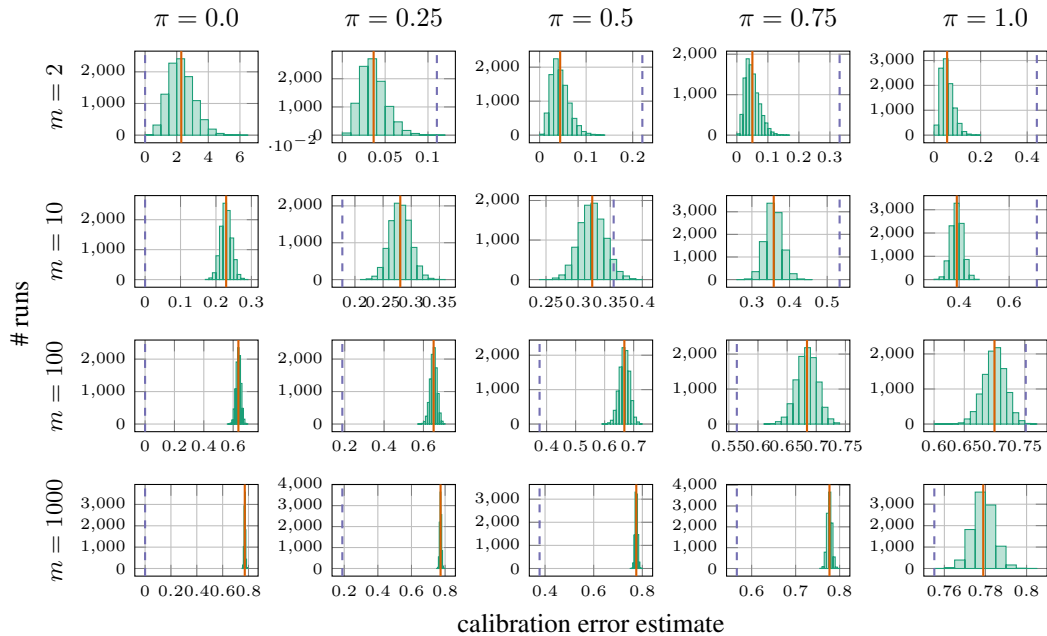 π = 0.0 π = 0.25 π = 0.5 π = 0.75 π = 1.0
m = 2
2,000 1,000 0
0 2 4 6
·10⁻²
2,000 1,000 0
0 0.05 0.1
2,000 1,000 0
0 0.1 0.2
2,000 1,000 0
0 0.1 0.2 0.3
3,000 2,000 1,000 0
0 0.2 0.4
m = 10
2,000 1,000 0
0 0.1 0.2 0.3
2,000 1,000 0
0.2 0.25 0.3 0.35
2,000 1,000 0
0.25 0.3 0.35 0.4
3,000 2,000 1,000 0
0.3 0.4 0.5
3,000 2,000 1,000 0
0.4 0.6
# runs
m = 100
2,000 1,000 0
0 0.2 0.4 0.6
2,000 1,000 0
0.2 0.4 0.6
2,000 1,000 0
0.4 0.5 0.6 0.7
2,000 1,000 0
0.55 0.6 0.65 0.7 0.75
2,000 1,000 0
0.6 0.65 0.7 0.75
m = 1000
3,000 2,000 1,000 0
0 0.2 0.4 0.6 0.8
4,000 3,000 2,000 1,000 0
0.2 0.4 0.6 0.8
3,000 2,000 1,000 0
0.4 0.6 0.8
4,000 3,000 2,000 1,000 0
0.6 0.7 0.8
3,000 2,000 1,000 0
0.76 0.78 0.8
calibration error estimate